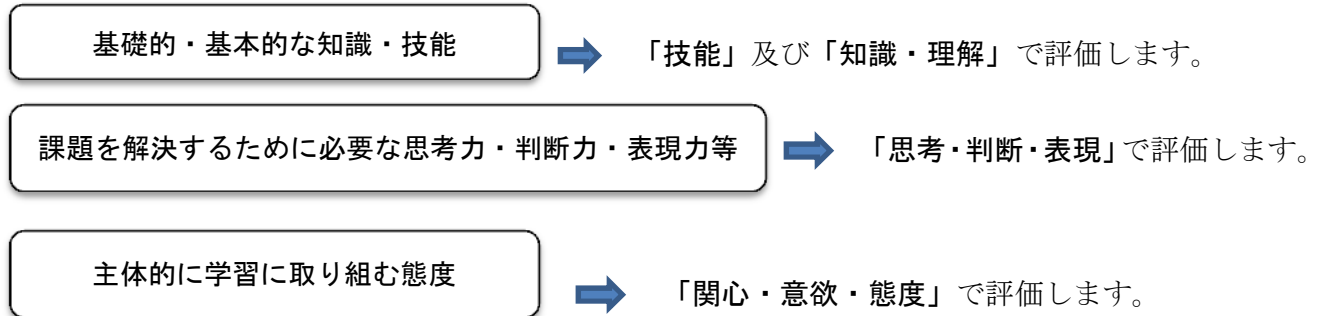 基礎的・基本的な知識・技能
「技能」及び「知識・理解」で評価します。
課題を解決するために必要な思考力・判断力・表現力等
「思考・判断・表現」で評価します。
主体的に学習に取り組む態度
「関心・意欲・態度」で評価します。